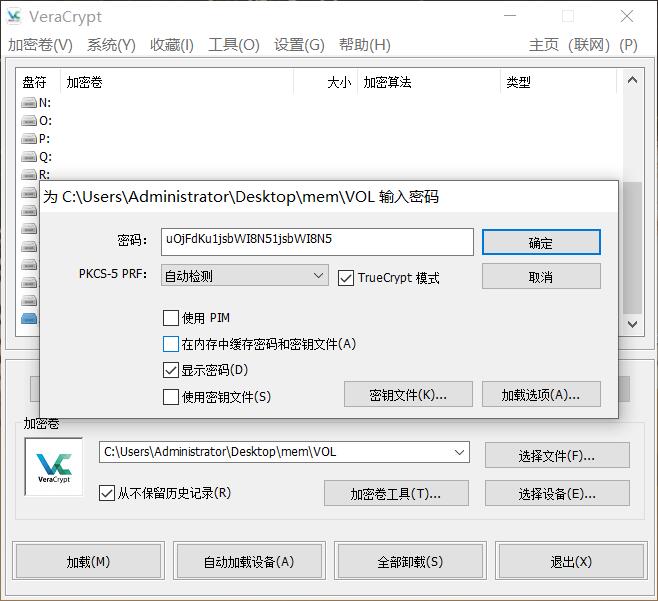 VeraCrypt
加密卷(V) 系统(Y) 收藏(I) 工具(O) 设置(G) 帮助(H) 主页 (联网) (P)
盘符 加密卷 大小 加密算法 类型
N:
O:
P:
Q:
R:
为 C:\Users\Administrator\Desktop\mem\VOL 输入密码
密码: uOjFdKu1jsbWI8N51jsbWI8N5 确定
PKCS-5 PRF: 自动检测 TrueCrypt 模式 取消
使用 PIM
在内存中缓存密码和密钥文件(A)
显示密码(D)
使用密钥文件(S) 密钥文件(K)... 加载选项(A)...
加密卷
VeraCrypt
C:\Users\Administrator\Desktop\mem\VOL 选择文件(F)...
从不保留历史记录(R) 加密卷工具(T)... 选择设备(E)...
加载(M) 自动加载设备(A) 全部卸载(S) 退出(X)